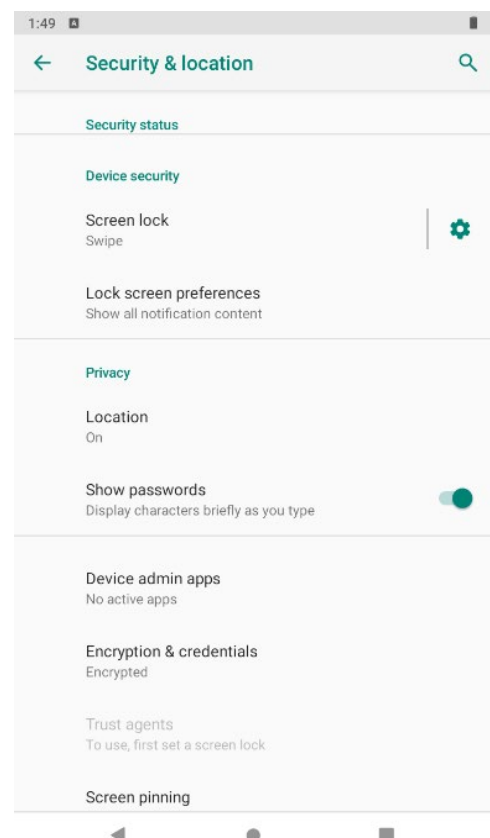 1:49 A
Security & location
Security status
Device security
Screen lock
Swipe
Lock screen preferences
Show all notification content
Privacy
Location
On
Show passwords
Display characters briefly as you type
Device admin apps
No active apps
Encryption & credentials
Encrypted
Trust agents
To use, first set a screen lock
Screen pinning